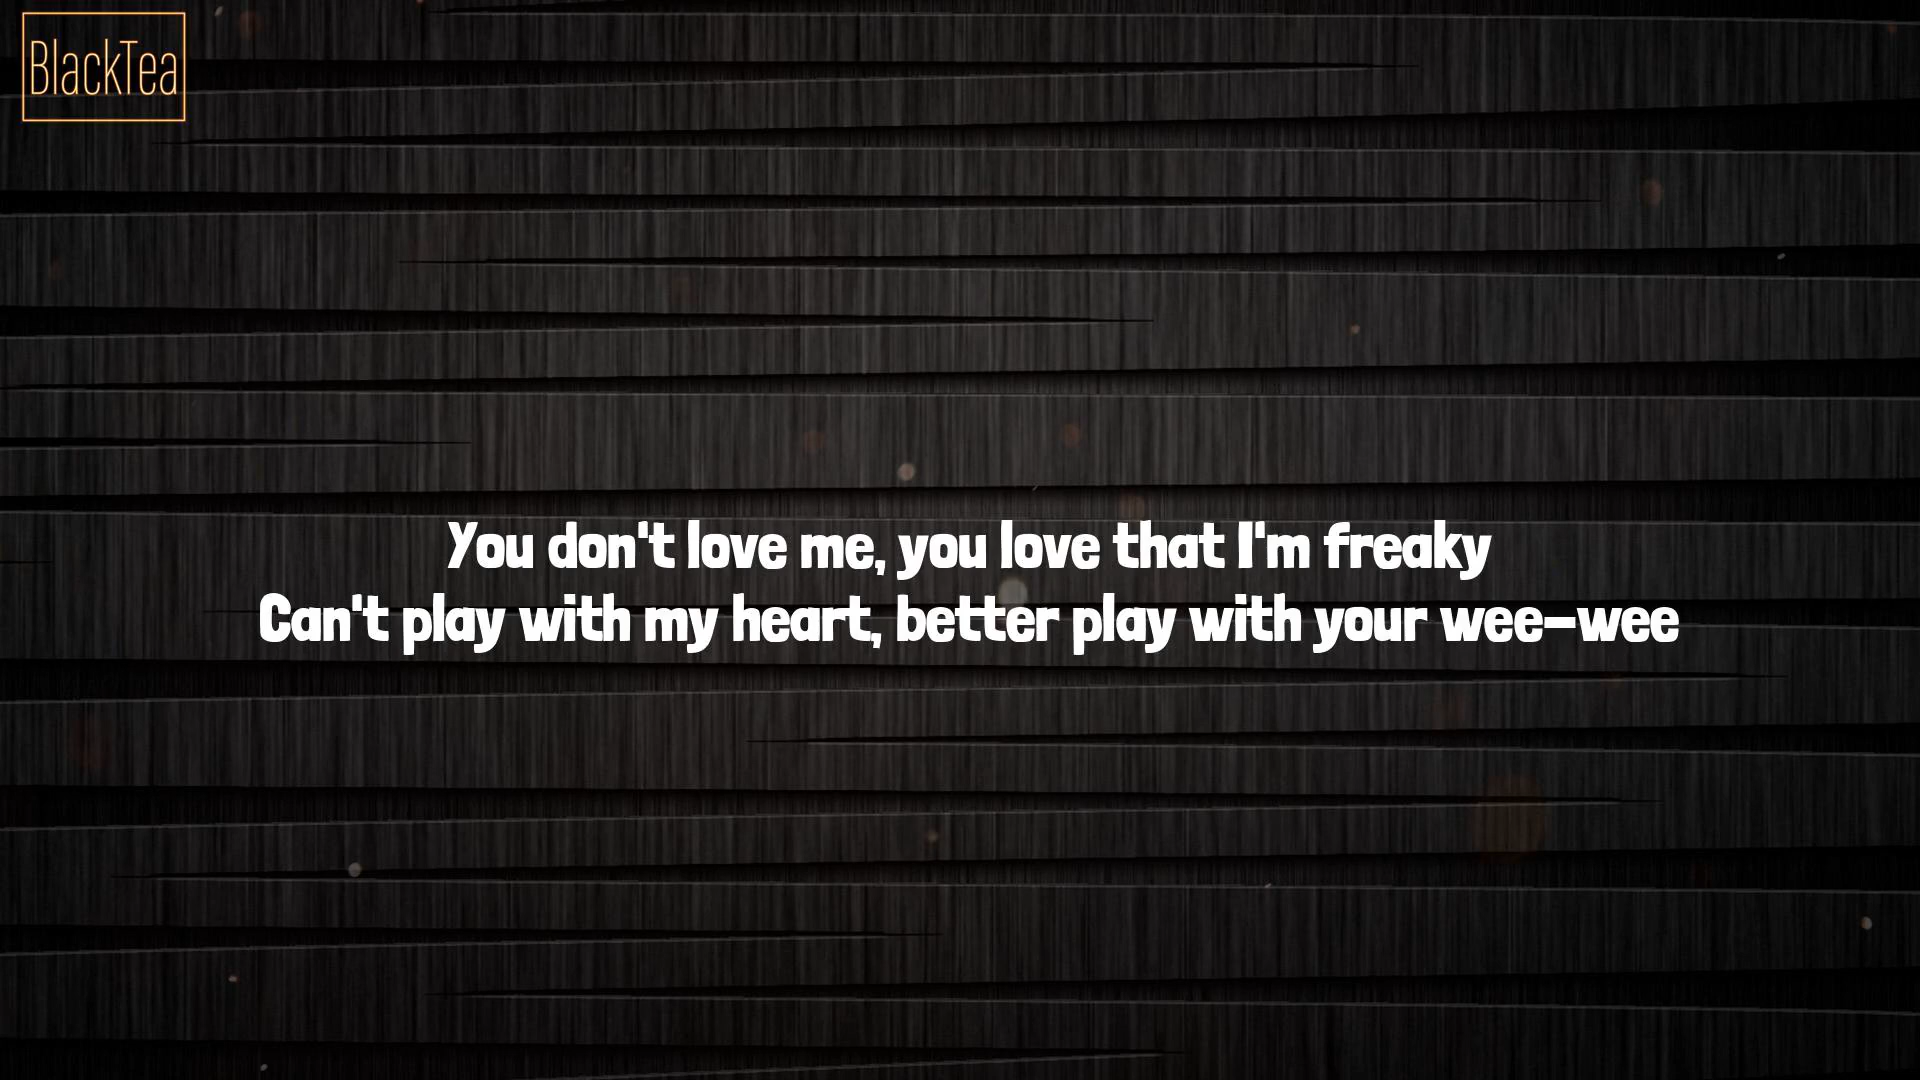 BlackTea
You don't love me, you love that I'm freaky
Can't play with my heart, better play with your wee-wee